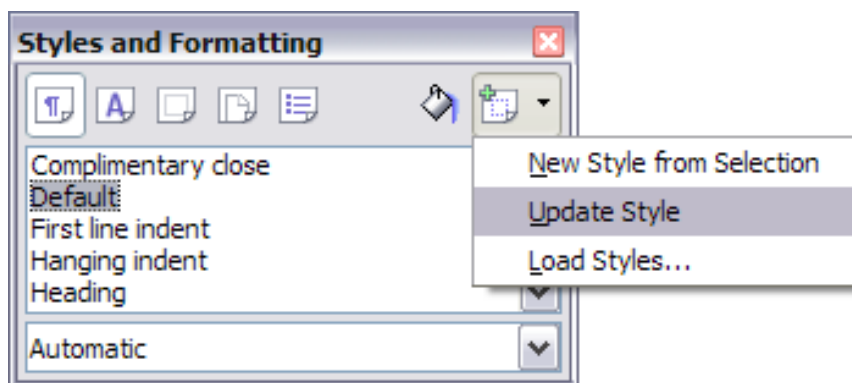 Styles and Formatting
Complimentary close
Default
First line indent
Hanging indent
Heading
Automatic
New Style from Selection
Update Style
Load Styles...